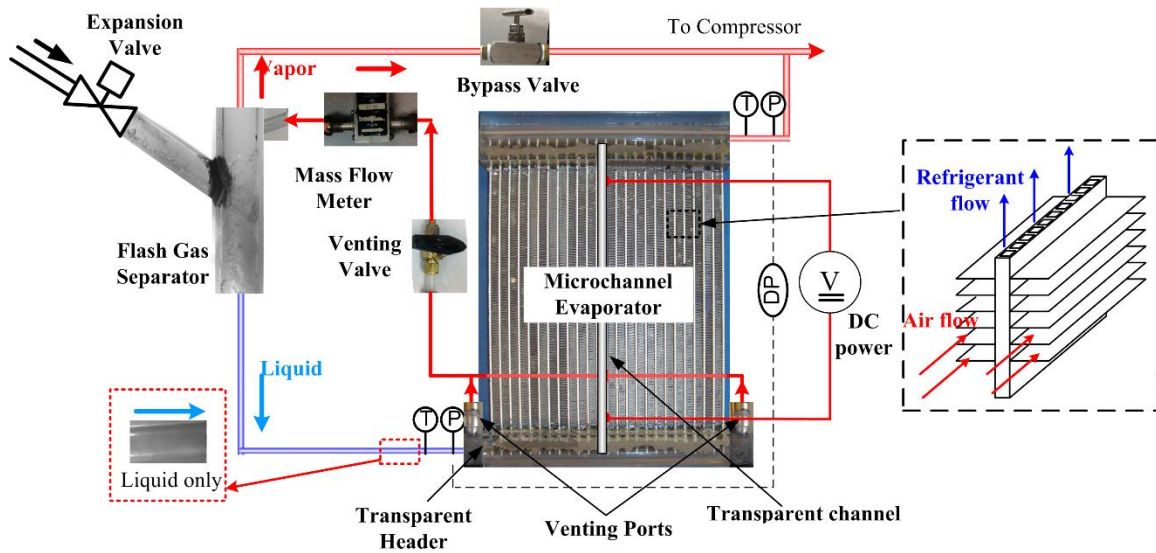 Expansion
Valve
To Compressor
Vapor
Bypass Valve
T P
Mass Flow
Meter
Refrigerant
flow
Venting
Valve
Flash Gas
Separator
Microchannel
Evaporator
DP
V
DC
power
Air flow
Liquid
T P
Liquid only
Transparent
Header
Venting Ports
Transparent channel